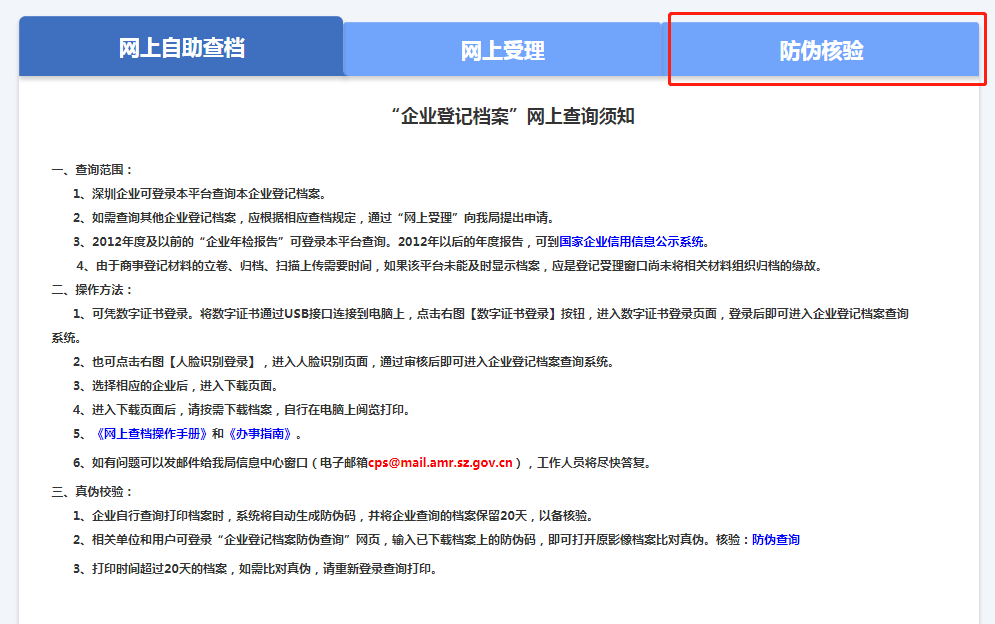 网上自助查档
网上受理
防伪核验
“企业登记档案”网上查询须知
一、查询范围：
1、深圳企业可登录本平台查询本企业登记档案。
2、如需查询其他企业登记档案，应根据相应查档规定，通过“网上受理”向我局提出申请。
3、2012年度及以前的“企业年检报告”可登录本平台查询。2012年以后的年度报告，可到国家企业信用信息公示系统。
4、由于商事登记材料的立卷、归档、扫描上传需要时间，如果该平台未能及时显示档案，应是登记受理窗口尚未将相关材料组织归档的缘故。
二、操作方法：
1、可凭数字证书登录。将数字证书通过USB接口连接到电脑上，点击右图【数字证书登录】按钮，进入数字证书登录页面，登录后即可进入企业登记档案查询
系统。
2、也可点击右图【人脸识别登录】，进入人脸识别页面，通过审核后即可进入企业登记档案查询系统。
3、选择相应的企业后，进入下载页面。
4、进入下载页面后，请按需下载档案，自行在电脑上阅览打印。
5、《网上查档操作手册》和《办事指南》。
6、如有问题可以发邮件给我局信息中心窗口（电子邮箱cps@mail.amr.sz.gov.cn），工作人员将尽快答复。
三、真伪校验：
1、企业自行查询打印档案时，系统将自动生成防伪码，并将企业查询的档案保留20天，以备核验。
2、相关单位和用户可登录“企业登记档案防伪查询”网页，输入已下载档案上的防伪码，即可打开原影像档案比对真伪。核验：防伪查询
3、打印时间超过20天的档案，如需比对真伪，请重新登录查询打印。